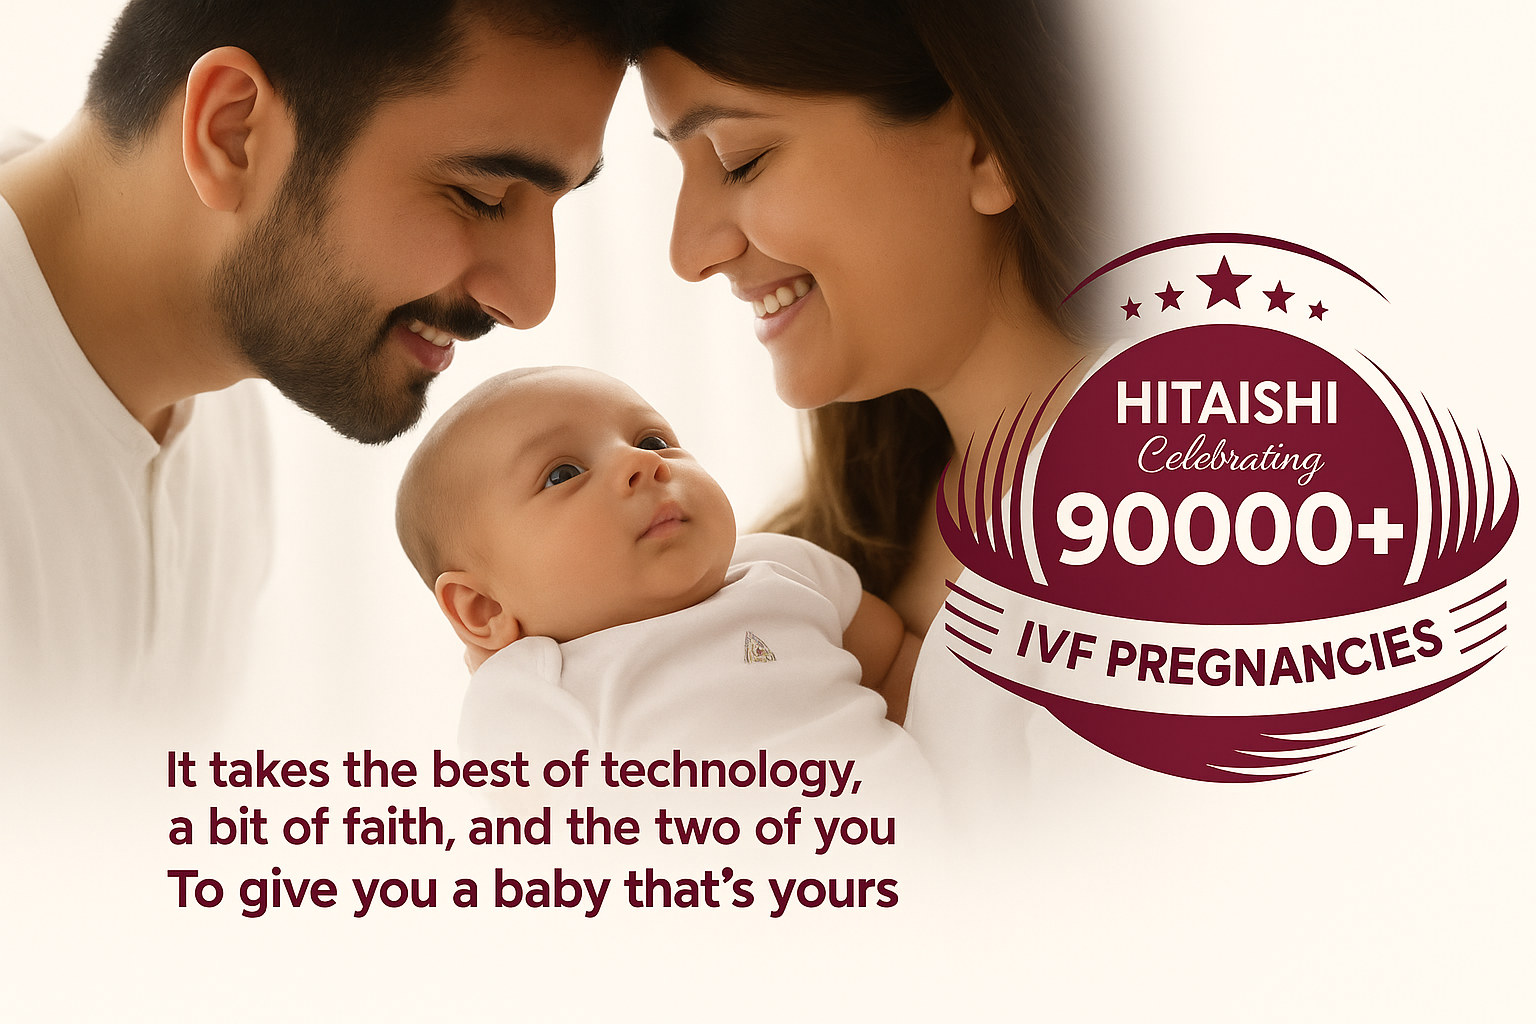 HITAISHI
Celebrating
90000+
IVF PREGNANCIES
It takes the best of technology,
a bit of faith, and the two of you
To give you a baby that's yours